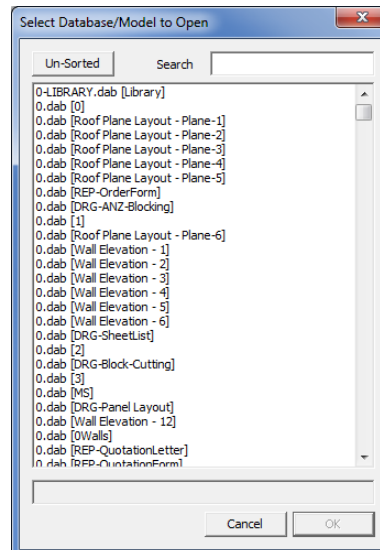 Select Database/Model to Open
Un-Sorted Search
0-LIBRARY.dab [Library]
0.dab [0]
0.dab [Roof Plane Layout - Plane-1]
0.dab [Roof Plane Layout - Plane-2]
0.dab [Roof Plane Layout - Plane-3]
0.dab [Roof Plane Layout - Plane-4]
0.dab [Roof Plane Layout - Plane-5]
0.dab [REP-OrderForm]
0.dab [DRG-ANZ-Blocking]
0.dab [1]
0.dab [Roof Plane Layout - Plane-6]
0.dab [Wall Elevation - 1]
0.dab [Wall Elevation - 2]
0.dab [Wall Elevation - 3]
0.dab [Wall Elevation - 4]
0.dab [Wall Elevation - 5]
0.dab [Wall Elevation - 6]
0.dab [DRG-SheetList]
0.dab [2]
0.dab [DRG-Block-Cutting]
0.dab [3]
0.dab [MS]
0.dab [DRG-Panel Layout]
0.dab [Wall Elevation - 12]
0.dab [0Walls]
0.dab [REP-QuotationLetter]
0.dab [REP-QuotationForm]
Cancel OK